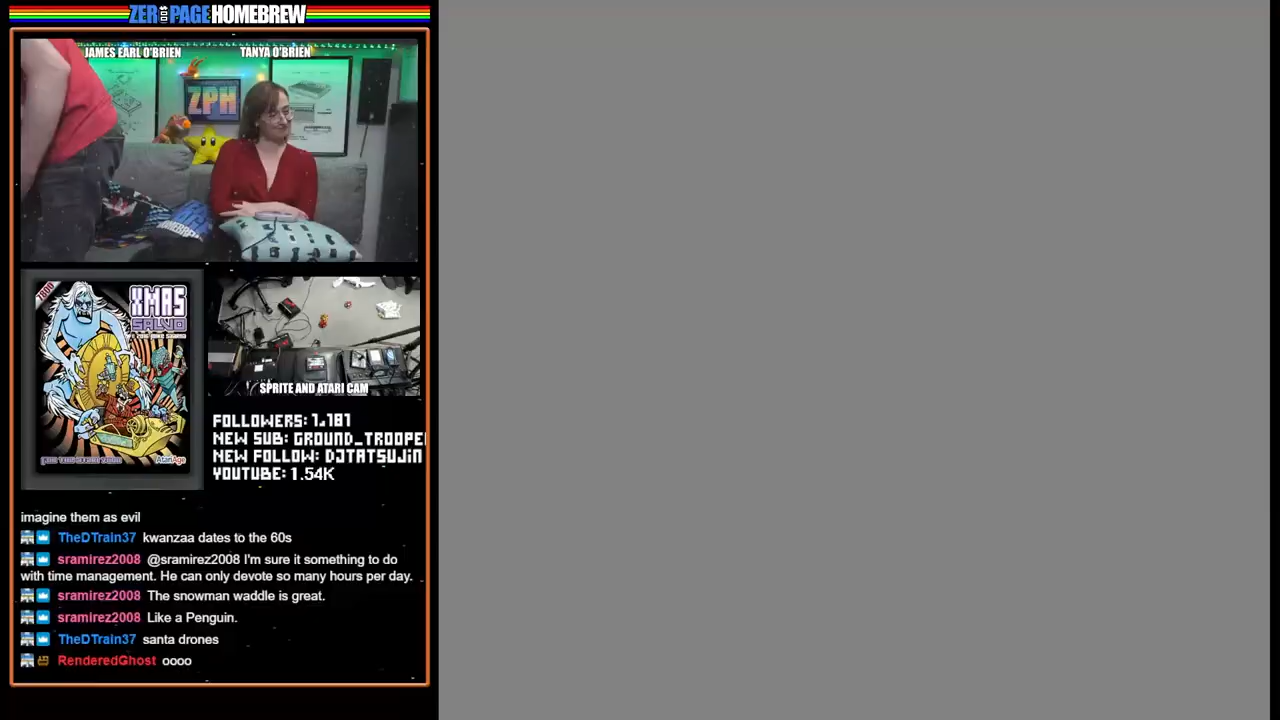 ZER PAGE HOMEBREW
JAMES EARL O'BRIEN
TANYA O'BRIEN
ZPH
7800
XMAS
SALVO
AtariAge
SPRITE AND ATARI CAM
FOLLOWERS: 1,181
NEW SUB: GROUND_TROOPE
NEW FOLLOW: DJTATSUJIN
YOUTUBE: 1.54K
imagine them as evil
TheDTrain37 kwanzaa dates to the 60s
sramirez2008 @sramirez2008 I'm sure it something to do
with time management. He can only devote so many hours per day.
sramirez2008 The snowman waddle is great.
sramirez2008 Like a Penguin.
TheDTrain37 santa drones
RenderedGhost oooo